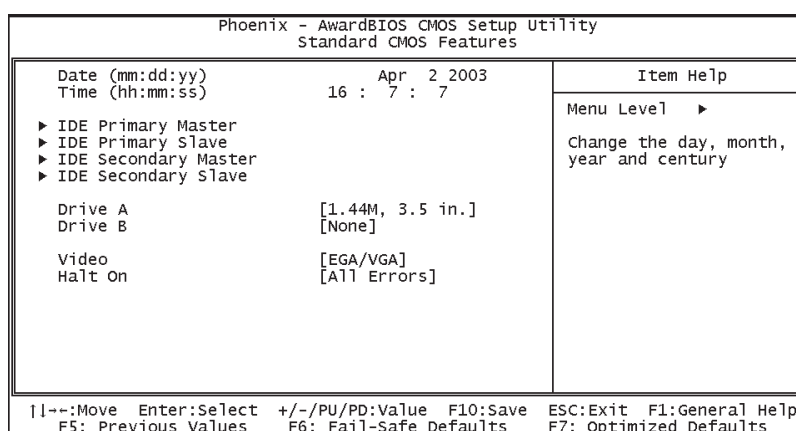 Phoenix - AwardBIOS CMOS Setup Utility
Standard CMOS Features
Date (mm:dd:yy) Apr 2 2003
Time (hh:mm:ss) 16 : 7 : 7
▶ IDE Primary Master
▶ IDE Primary Slave
▶ IDE Secondary Master
▶ IDE Secondary Slave
Drive A [1.44M, 3.5 in.]
Drive B [None]
Video [EGA/VGA]
Halt On [All Errors]
Item Help
Menu Level ▶
Change the day, month,
year and century
↑↓→←:Move Enter:Select +/-/PU/PD:Value F10:Save ESC:Exit F1:General Help
F5: Previous Values F6: Fail-Safe Defaults F7: Optimized Defaults